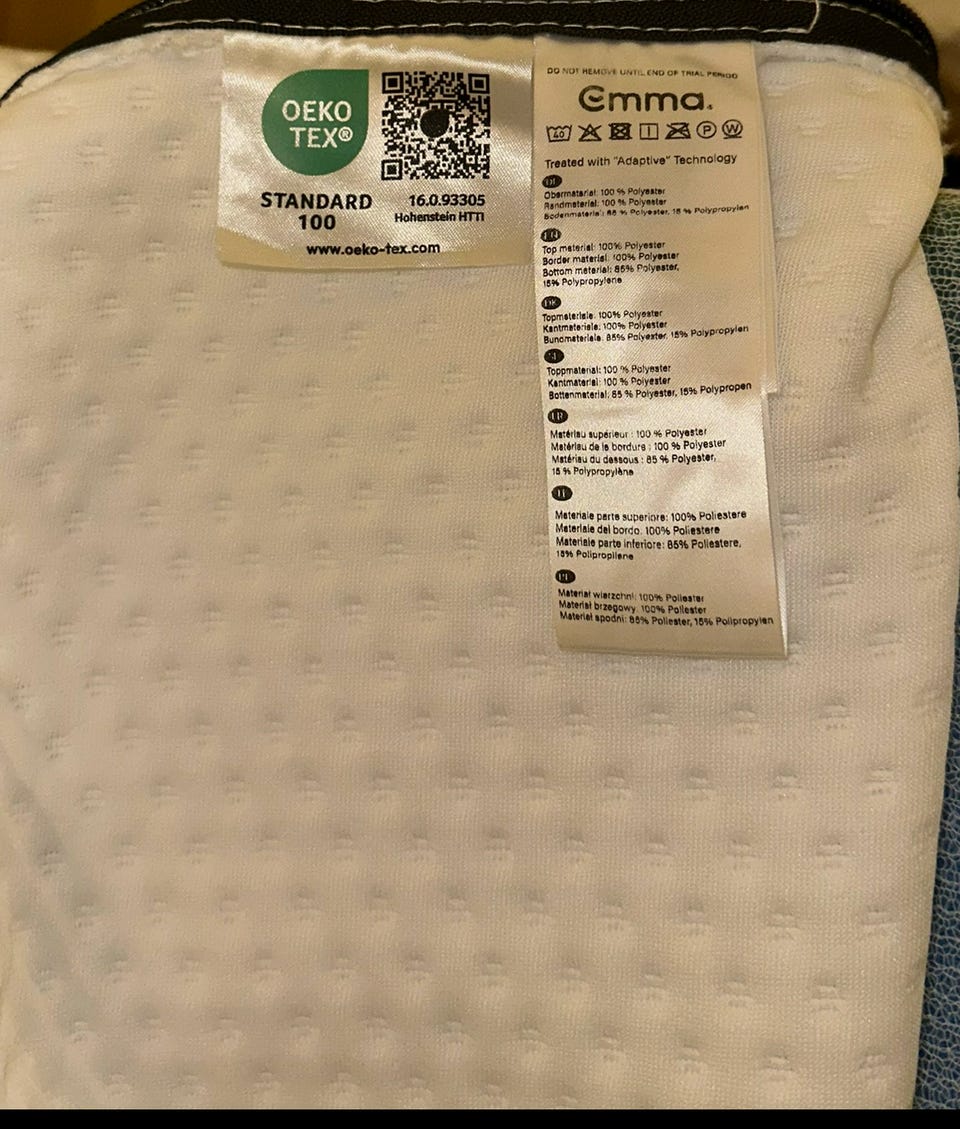 OEKO
TEX®
STANDARD
100
16.0.93305
Hohenstein HTTI
www.oeko-tex.com
DO NOT REMOVE UNTIL END OF TRIAL PERIOD
emma.
40
P
W
Treated with "Adaptive" Technology
DE
Obermaterial: 100 % Polyester
Randmaterial: 100 % Polyester
Bodenmaterial: 85 % Polyester, 15 % Polypropylen
EN
Top material: 100% Polyester
Border material: 100% Polyester
Bottom material: 85% Polyester,
15% Polypropylene
DK
Topmateriale: 100% Polyester
Kantmateriale: 100% Polyester
Bundmateriale: 85% Polyester, 15% Polypropylen
SE
Toppmaterial: 100 % Polyester
Kantmaterial: 100 % Polyester
Bottenmaterial: 85 % Polyester, 15% Polypropen
FR
Matériau supérieur : 100 % Polyester
Matériau de la bordure : 100 % Polyester
Matériau du dessous : 85 % Polyester,
15 % Polypropylène
IT
Materiale parte superiore: 100% Poliestere
Materiale del bordo: 100% Poliestere
Materiale parte inferiore: 85% Poliestere,
15% Polipropilene
PL
Materiał wierzchni: 100% Poliester
Materiał brzegowy: 100% Poliester
Materiał spodni: 85% Poliester, 15% Polipropylen